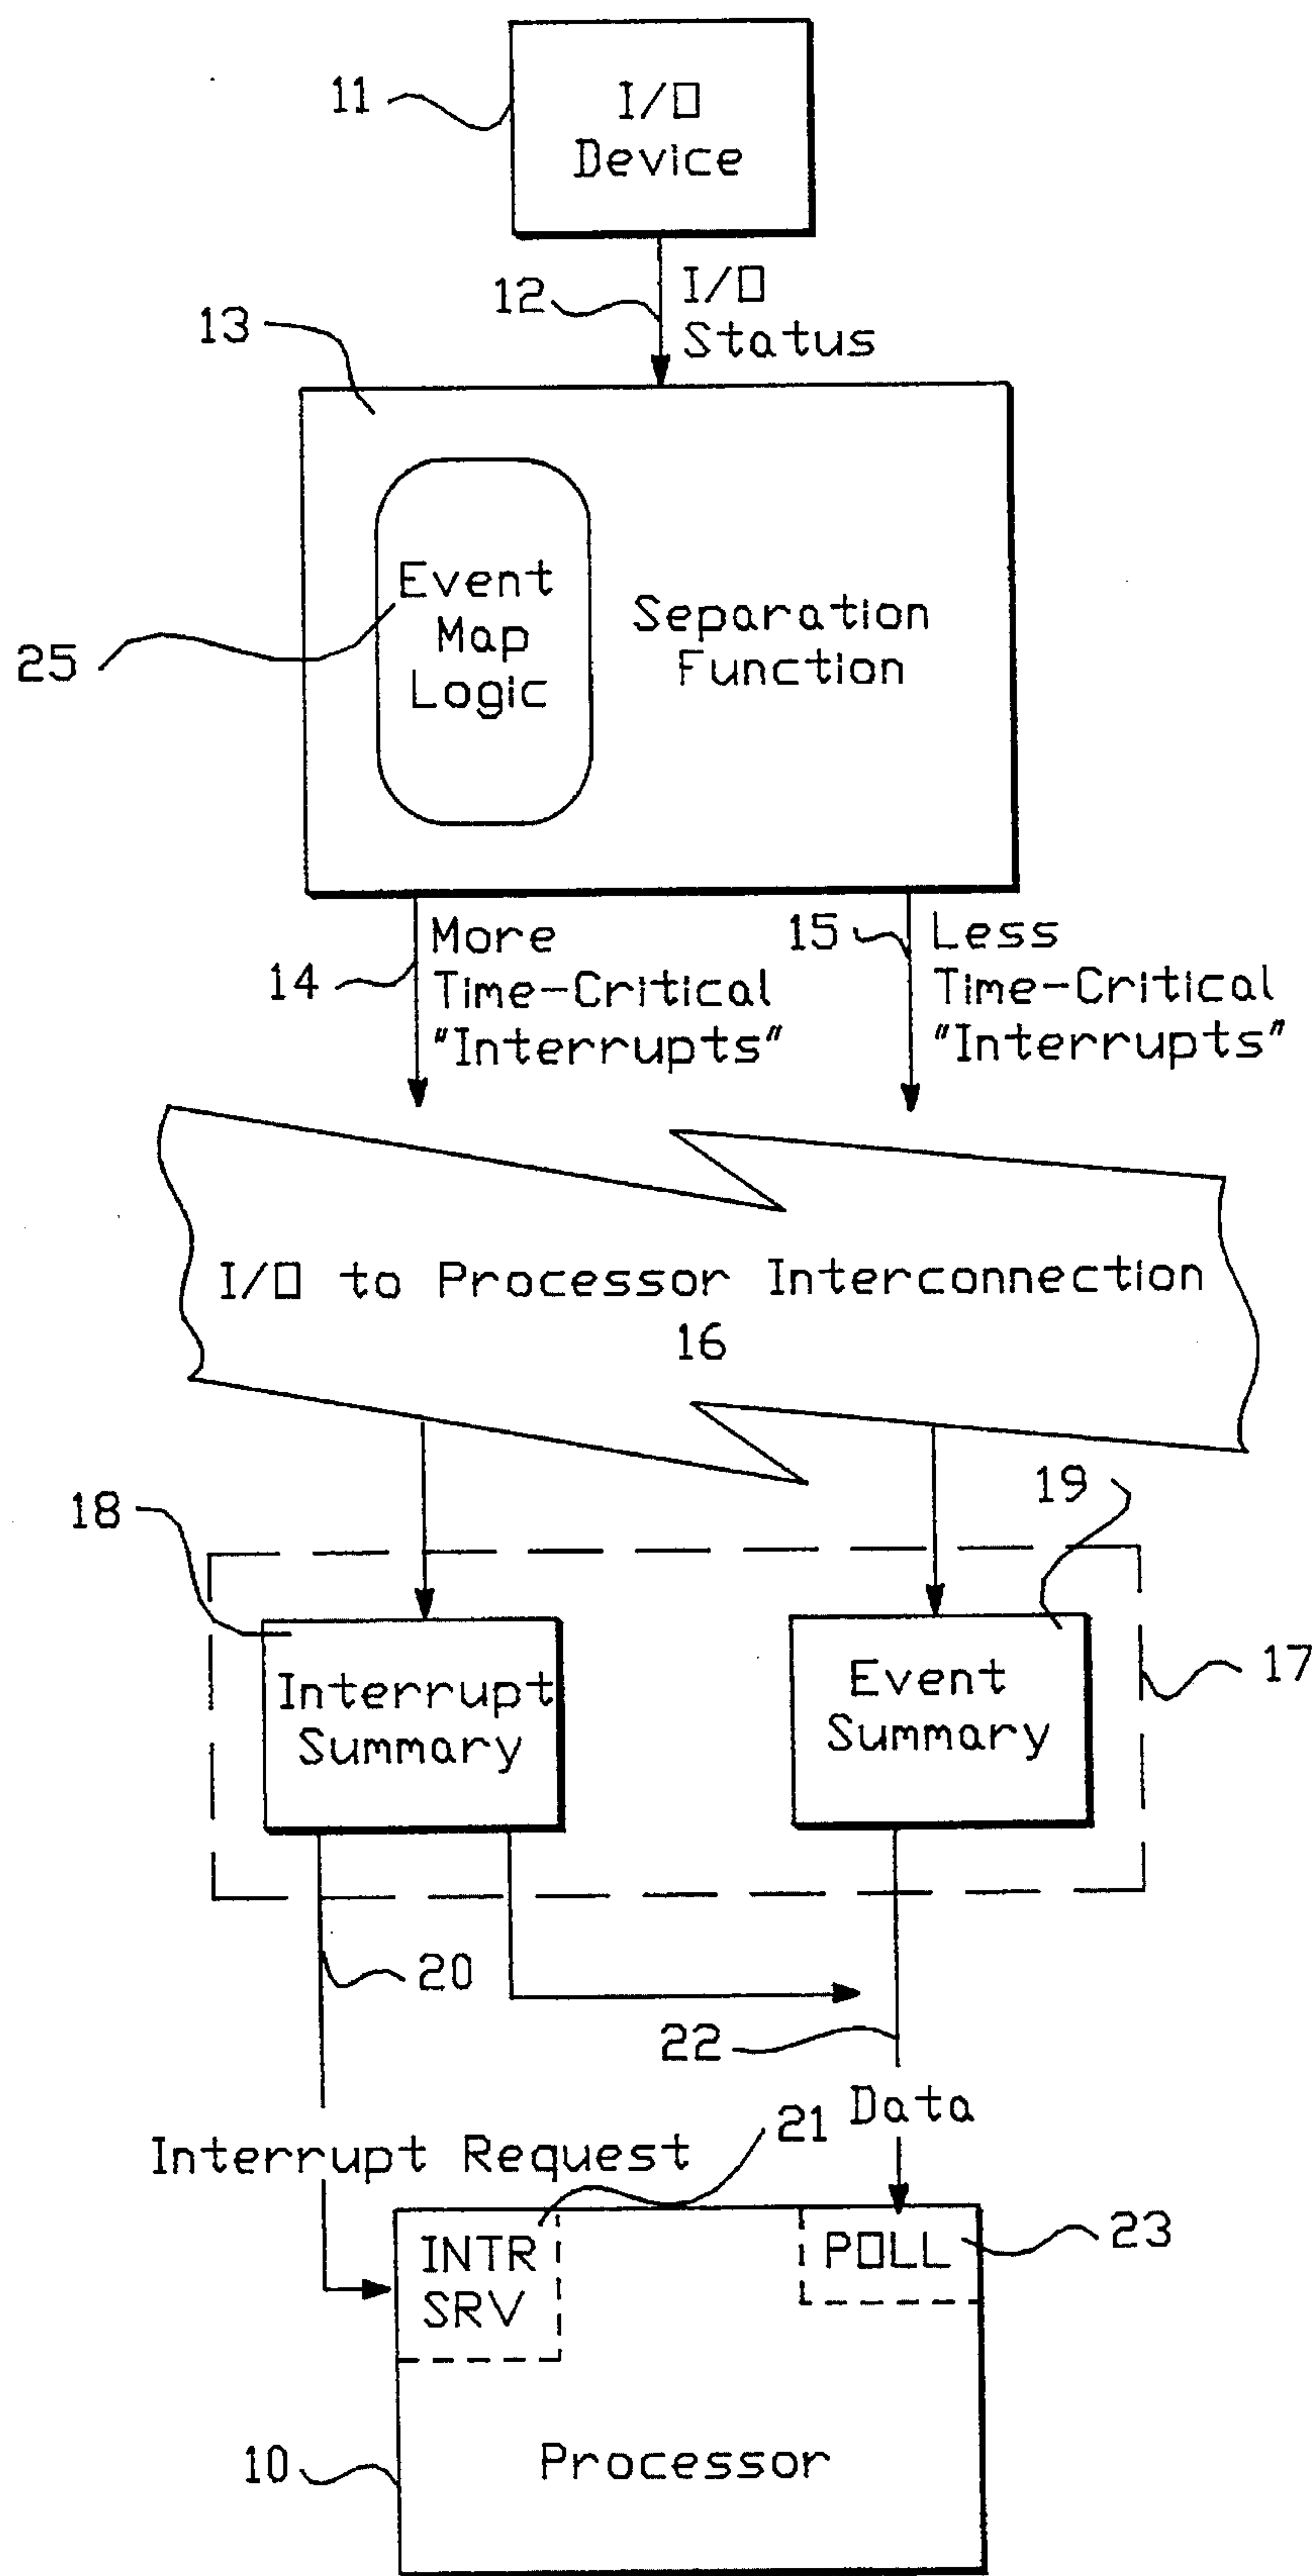 11
I/O
Device
12
I/O
Status
13
Event
Map
Logic
25
Separation
Function
14
More
Time-Critical
"Interrupts"
15
Less
Time-Critical
"Interrupts"
I/O to Processor Interconnection
16
18
19
17
Interrupt
Summary
Event
Summary
20
22
21
Data
Interrupt Request
INTR
SRV
POLL
23
10
Processor